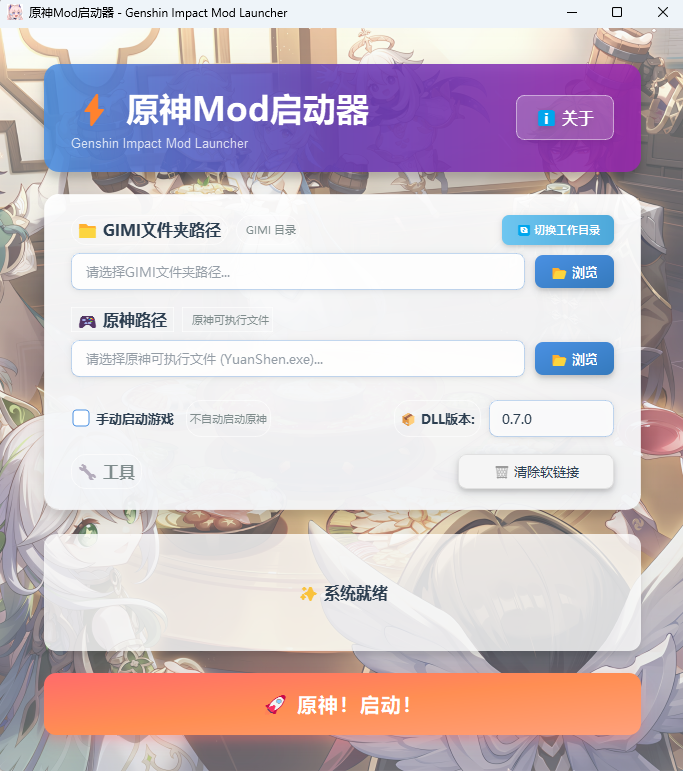 原神Mod启动器 - Genshin Impact Mod Launcher
原神Mod启动器
Genshin Impact Mod Launcher
关于
GIMI文件夹路径 GIMI 目录 切换工作目录
请选择GIMI文件夹路径... 浏览
原神路径 原神可执行文件
请选择原神可执行文件 (YuanShen.exe)... 浏览
手动启动游戏 不自动启动原神 DLL版本: 0.7.0
工具 清除软链接
系统就绪
原神！启动！